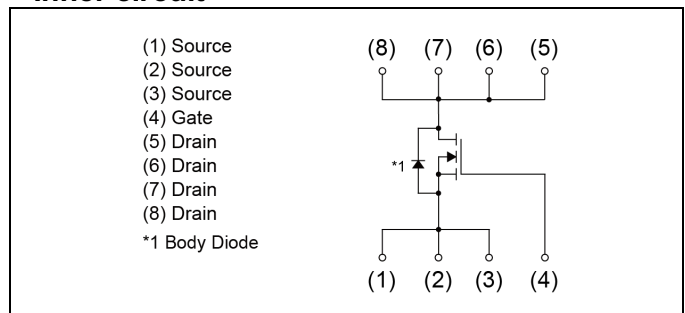 Inner circuit
(1) Source
(2) Source
(3) Source
(4) Gate
(5) Drain
(6) Drain
(7) Drain
(8) Drain
*1 Body Diode
(8) (7) (6) (5)
*1
(1) (2) (3) (4)